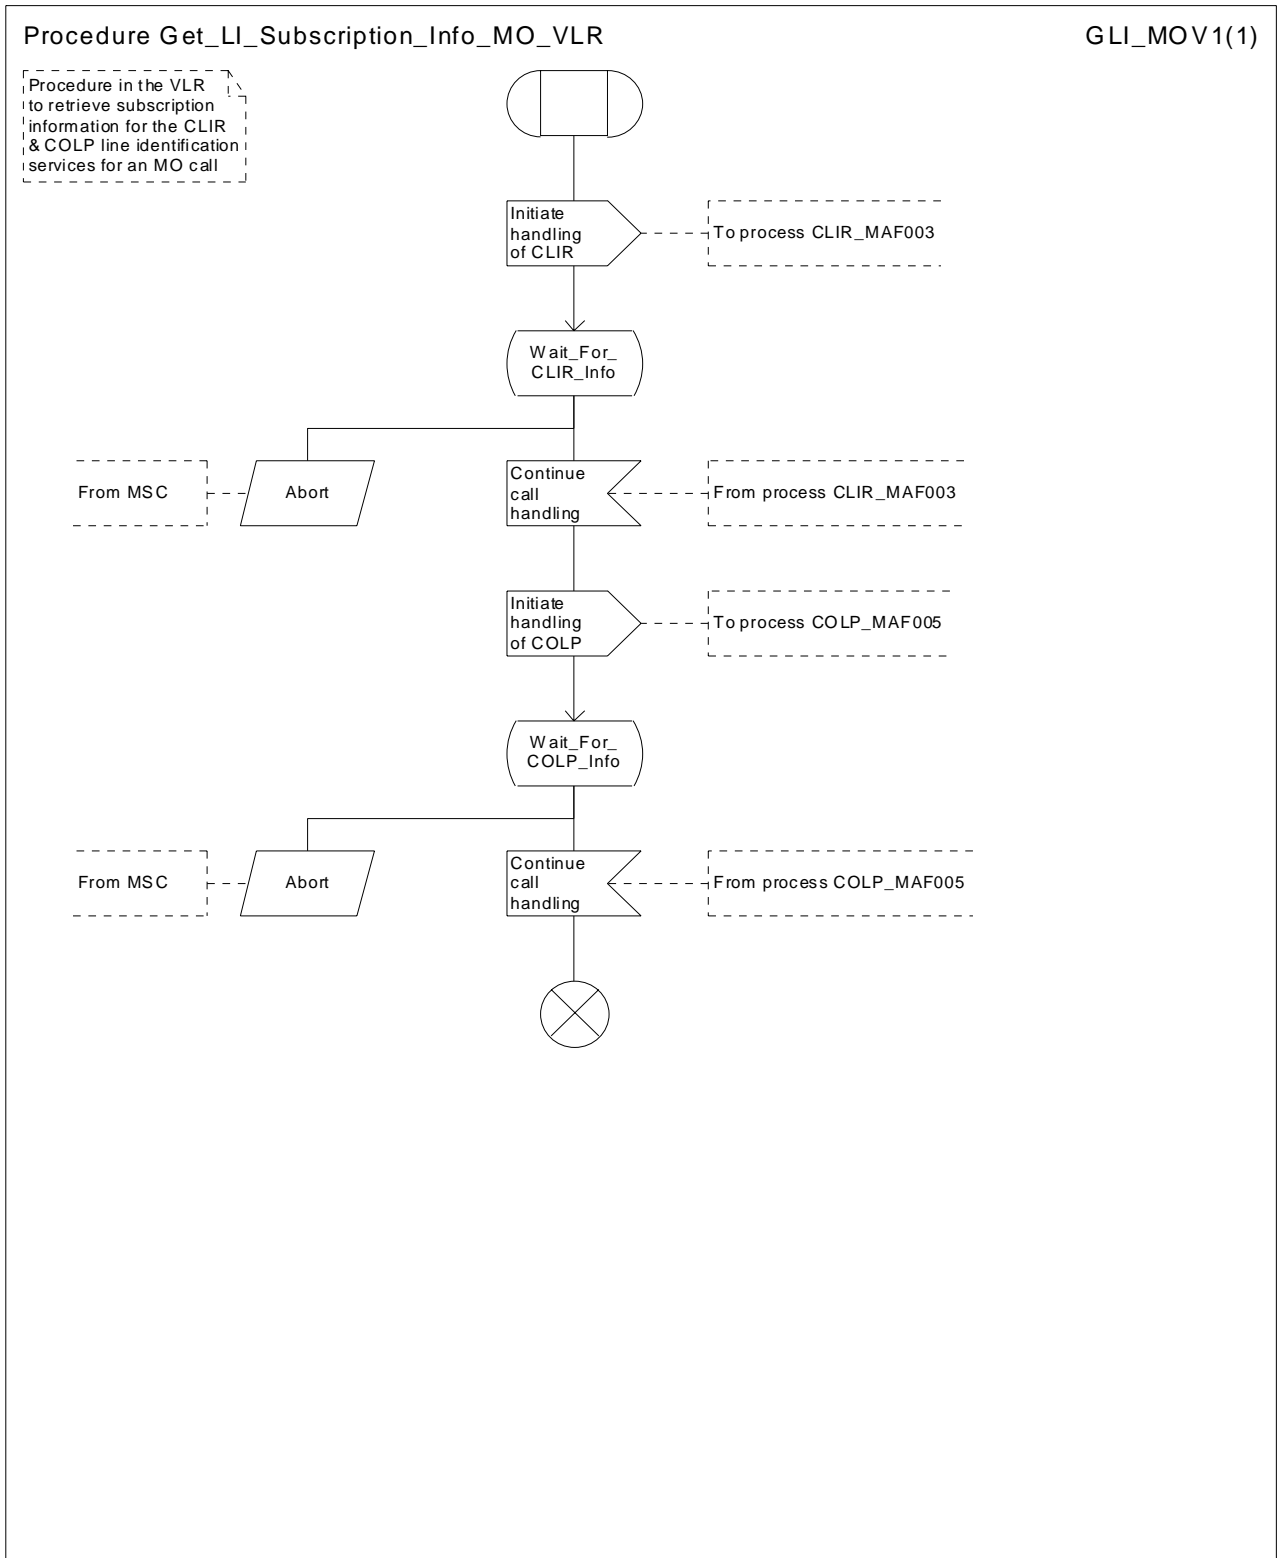 Procedure Get_LI_Subscription_Info_MO_VLR
GLI_MOV1(1)
Procedure in the VLR
to retrieve subscription
information for the CLIR
& COLP line identification
services for an MO call
Initiate
handling
of CLIR
To process CLIR_MAF003
Wait_For_
CLIR_Info
From MSC
Abort
Continue
call
handling
From process CLIR_MAF003
Initiate
handling
of COLP
To process COLP_MAF005
Wait_For_
COLP_Info
From MSC
Abort
Continue
call
handling
From process COLP_MAF005